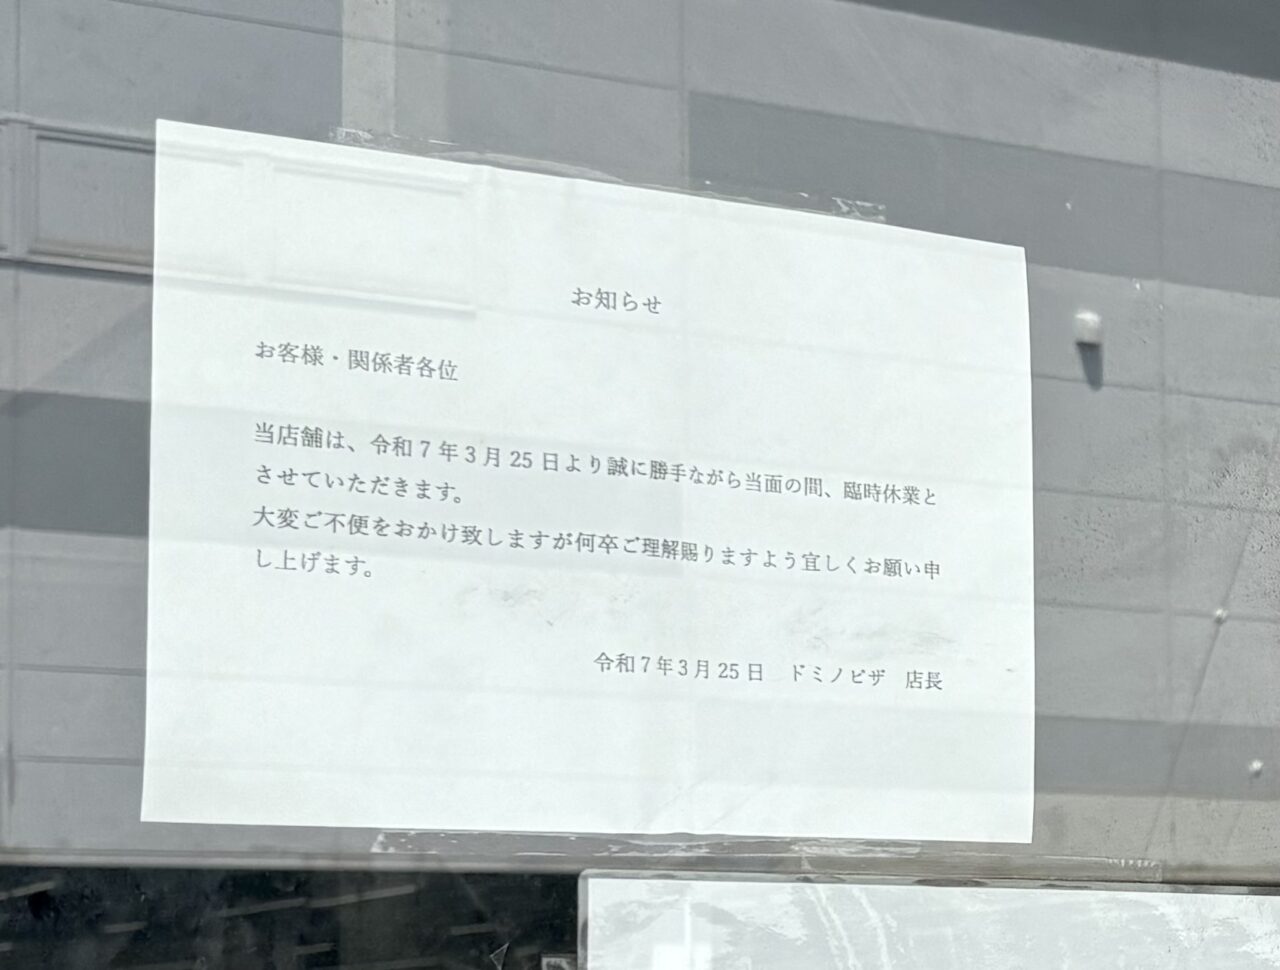 お知らせ
お客様・関係者各位
当店舗は、令和7年3月25日より誠に勝手ながら当面の間、臨時休業と
させていただきます。
大変ご不便をおかけ致しますが何卒ご理解賜りますよう宜しくお願い申
し上げます。
令和7年3月25日　ドミノピザ　店長